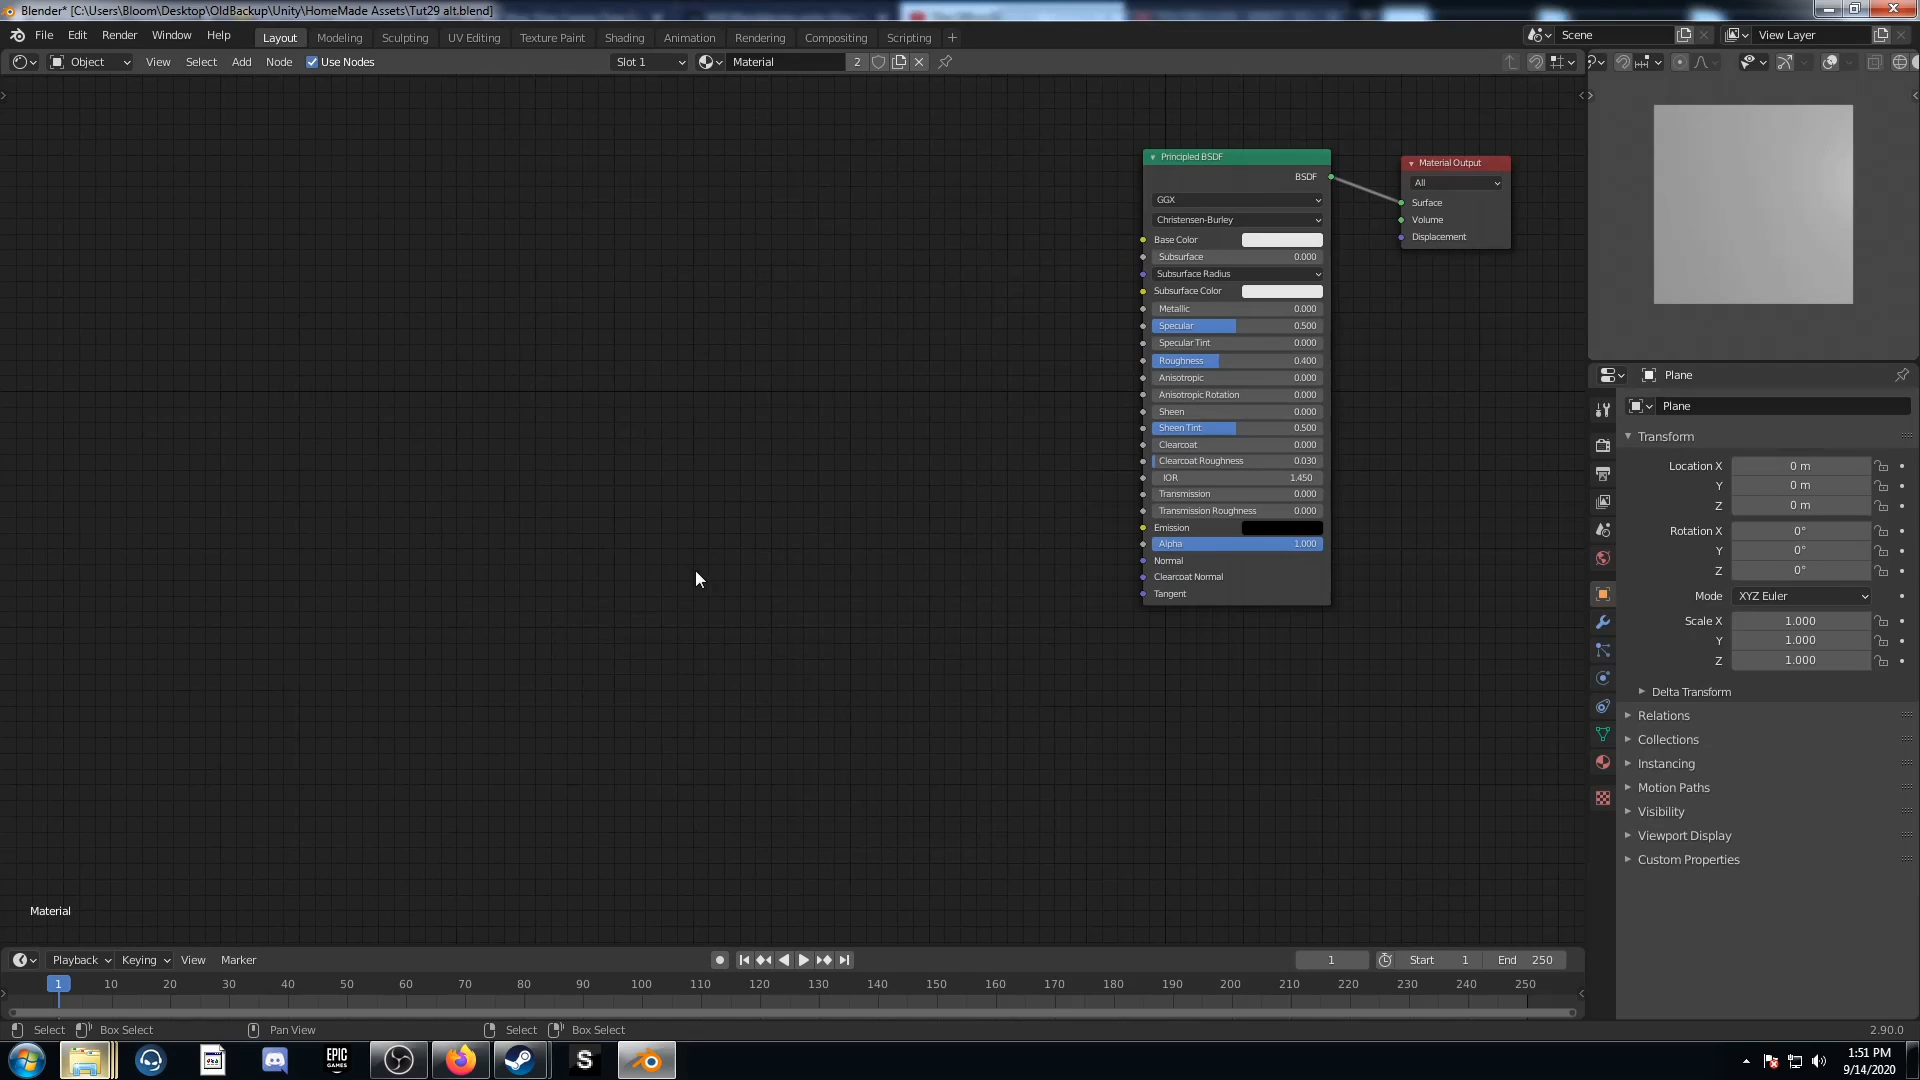 Blender* [C:\Users\Bloom\Desktop\OldBackup\Unity\HomeMade Assets\Tut29 alt.blend]
File Edit Render Window Help Layout Modeling Sculpting UV Editing Texture Paint Shading Animation Rendering Compositing Scripting + Scene View Layer
Object View Select Add Node Use Nodes Slot 1 Material 2
Principled BSDF
BSDF
GGX
Christensen-Burley
Base Color
Subsurface 0.000
Subsurface Radius
Subsurface Color
Metallic 0.000
Specular 0.500
Specular Tint 0.000
Roughness 0.400
Anisotropic 0.000
Anisotropic Rotation 0.000
Sheen 0.000
Sheen Tint 0.500
Clearcoat 0.000
Clearcoat Roughness 0.030
IOR 1.450
Transmission 0.000
Transmission Roughness 0.000
Emission
Alpha 1.000
Normal
Clearcoat Normal
Tangent
Material Output
All
Surface
Volume
Displacement
Plane
Plane
Transform
Location X 0 m
Y 0 m
Z 0 m
Rotation X 0°
Y 0°
Z 0°
Mode XYZ Euler
Scale X 1.000
Y 1.000
Z 1.000
Delta Transform
Relations
Collections
Instancing
Motion Paths
Visibility
Viewport Display
Custom Properties
Material
Playback Keying View Marker 1 Start 1 End 250
1 10 20 30 40 50 60 70 80 90 100 110 120 130 140 150 160 170 180 190 200 210 220 230 240 250
Select Box Select Pan View Select Box Select 2.90.0
EPIC GAMES
S
1:51 PM
9/14/2020